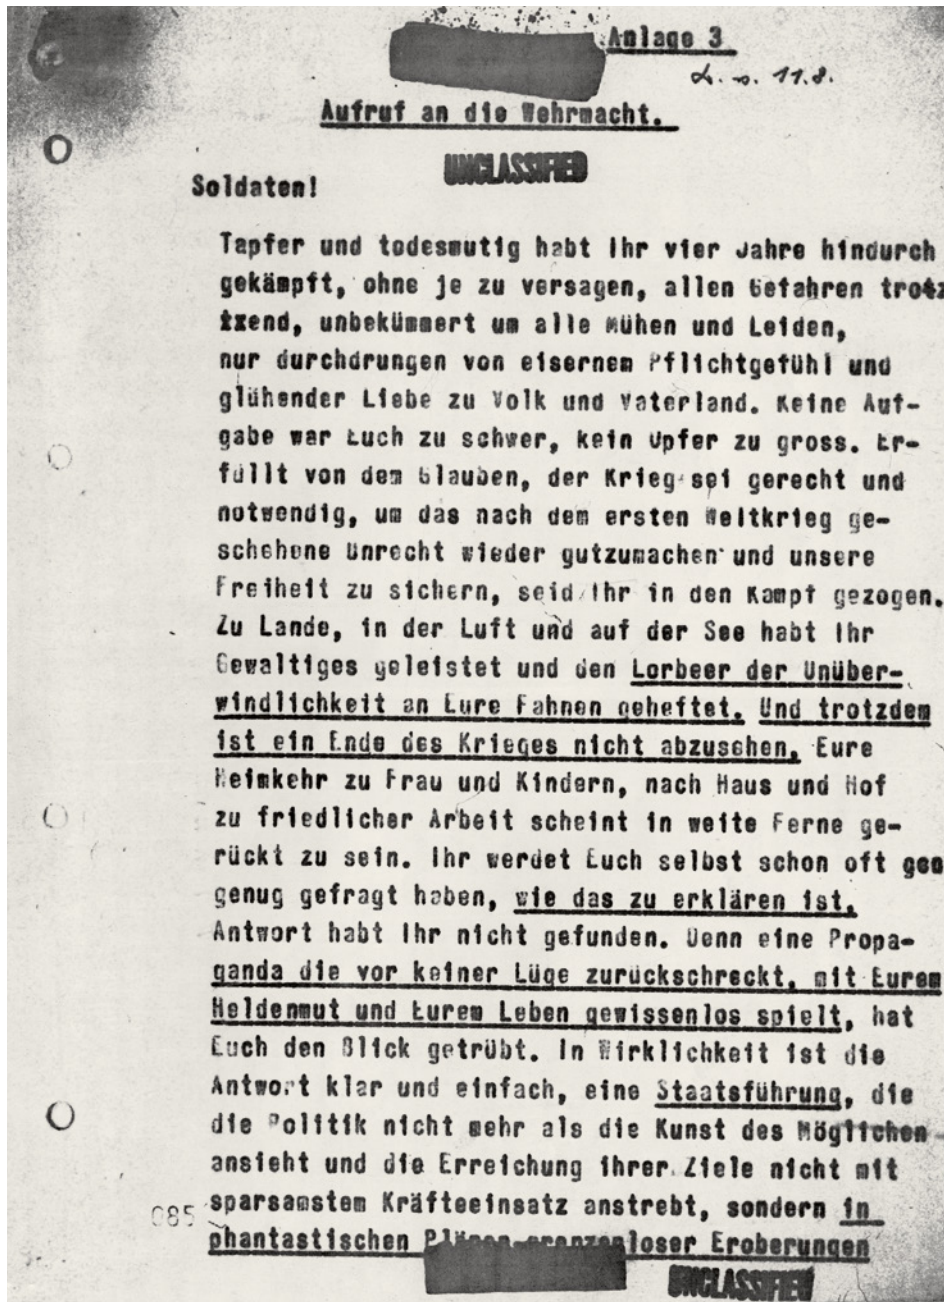 Anlage 3
11.8.
Aufruf an die Wehrmacht.
UNCLASSIFIED
Soldaten!
Tapfer und todesmutig habt Ihr vier Jahre hindurch
gekämpft, ohne je zu versagen, allen Gefahren trotz
tzend, unbekümmert um alle Mühen und Leiden,
nur durchdrungen von eisernem Pflichtgefühl und
glühender Liebe zu Volk und Vaterland. Keine Auf-
gabe war Euch zu schwer, kein Opfer zu gross. Er-
füllt von dem Glauben, der Krieg sei gerecht und
notwendig, um das nach dem ersten Weltkrieg ge-
schehene Unrecht wieder gutzumachen und unsere
Freiheit zu sichern, seid Ihr in den Kampf gezogen.
Zu Lande, in der Luft und auf der See habt Ihr
Gewaltiges geleistet und den Lorbeer der Unüber-
windlichkeit an Eure Fahnen geheftet. Und trotzdem
ist ein Ende des Krieges nicht abzusehen. Eure
Heimkehr zu Frau und Kindern, nach Haus und Hof
zu friedlicher Arbeit scheint in weite Ferne ge-
rückt zu sein. Ihr werdet Euch selbst schon oft
genug gefragt haben, wie das zu erklären ist.
Antwort habt Ihr nicht gefunden. Denn eine Propa-
ganda die vor keiner Lüge zurückschreckt, mit Eurem
Heldenmut und Eurem Leben gewissenlos spielt, hat
Euch den Blick getrübt. In Wirklichkeit ist die
Antwort klar und einfach, eine Staatsführung, die
die Politik nicht mehr als die Kunst des Möglichen
ansieht und die Erreichung ihrer Ziele nicht mit
sparsamstem Kräfteeinsatz anstrebt, sondern in
085
phantastischen Plänen grenzenloser Eroberungen
UNCLASSIFIED